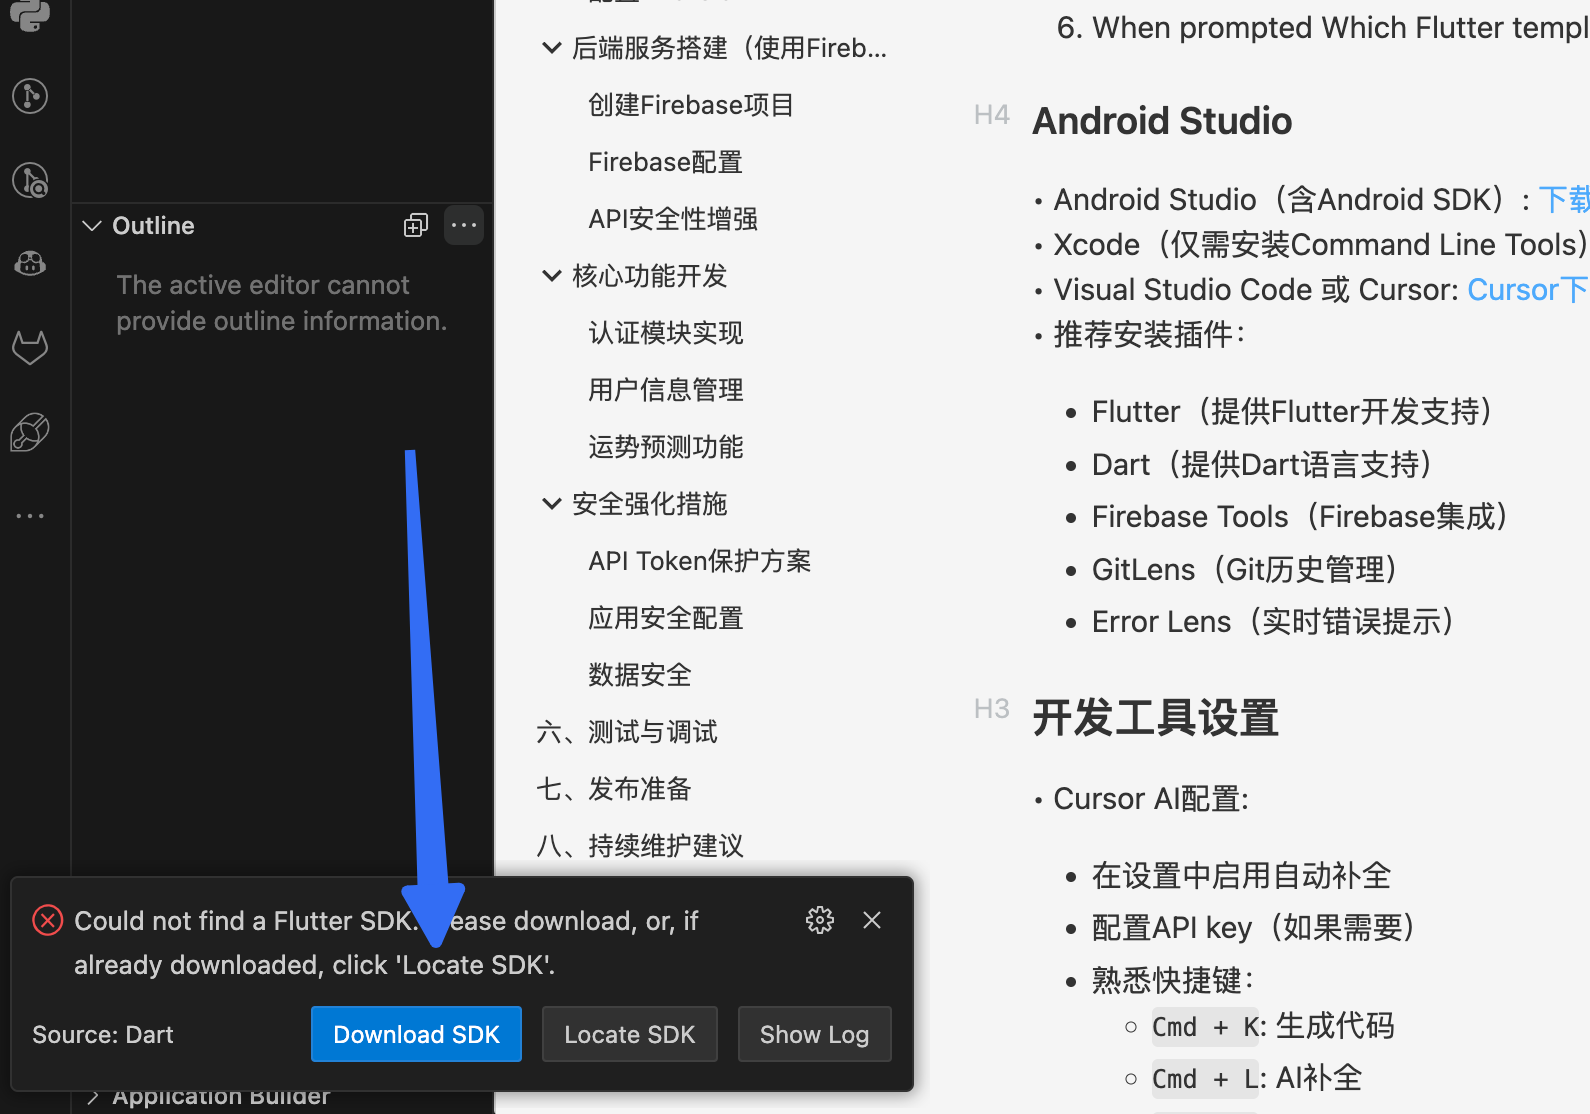 Outline
The active editor cannot
provide outline information.
后端服务搭建（使用Fireb...
创建Firebase项目
Firebase配置
API安全性增强
核心功能开发
认证模块实现
用户信息管理
运势预测功能
安全强化措施
API Token保护方案
应用安全配置
数据安全
六、测试与调试
七、发布准备
八、持续维护建议
6. When prompted Which Flutter templ
H4 Android Studio
• Android Studio（含Android SDK）: 下载
• Xcode（仅需安装Command Line Tools）
• Visual Studio Code 或 Cursor: Cursor下
• 推荐安装插件:
• Flutter（提供Flutter开发支持）
• Dart（提供Dart语言支持）
• Firebase Tools（Firebase集成）
• GitLens（Git历史管理）
• Error Lens（实时错误提示）
H3 开发工具设置
• Cursor AI配置:
• 在设置中启用自动补全
• 配置API key（如果需要）
• 熟悉快捷键:
Cmd + K: 生成代码
Cmd + L: AI补全
Could not find a Flutter SDK. ease download, or, if
already downloaded, click 'Locate SDK'.
Source: Dart
Download SDK
Locate SDK
Show Log
Application Builder